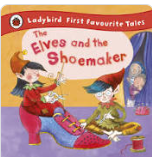 Ladybird First Favourite Tales
The Elves and the
Shoemaker